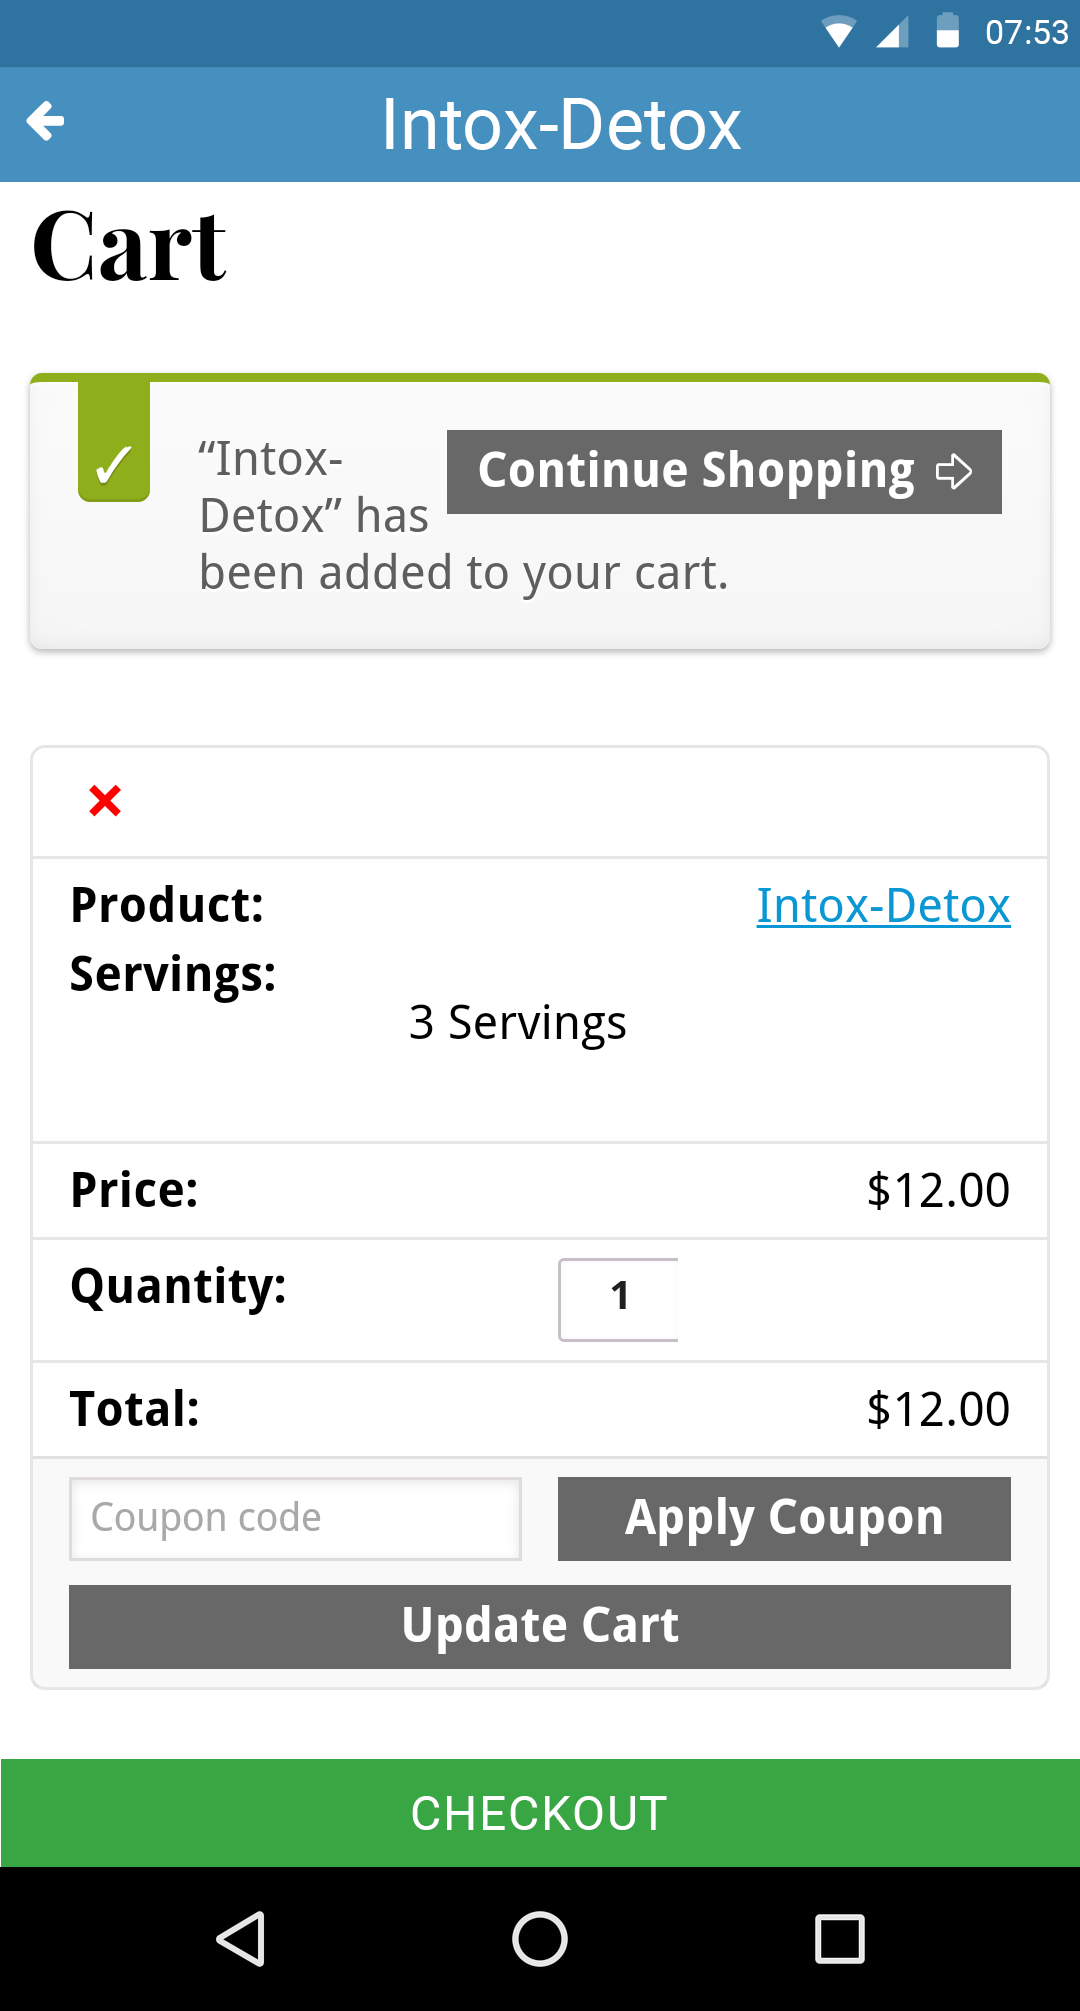 07:53
Intox-Detox
Cart
✓
“Intox-
Detox” has
been added to your cart.
Continue Shopping
Product:
Intox-Detox
Servings:
3 Servings
Price:
$12.00
Quantity:
1
Total:
$12.00
Coupon code
Apply Coupon
Update Cart
CHECKOUT